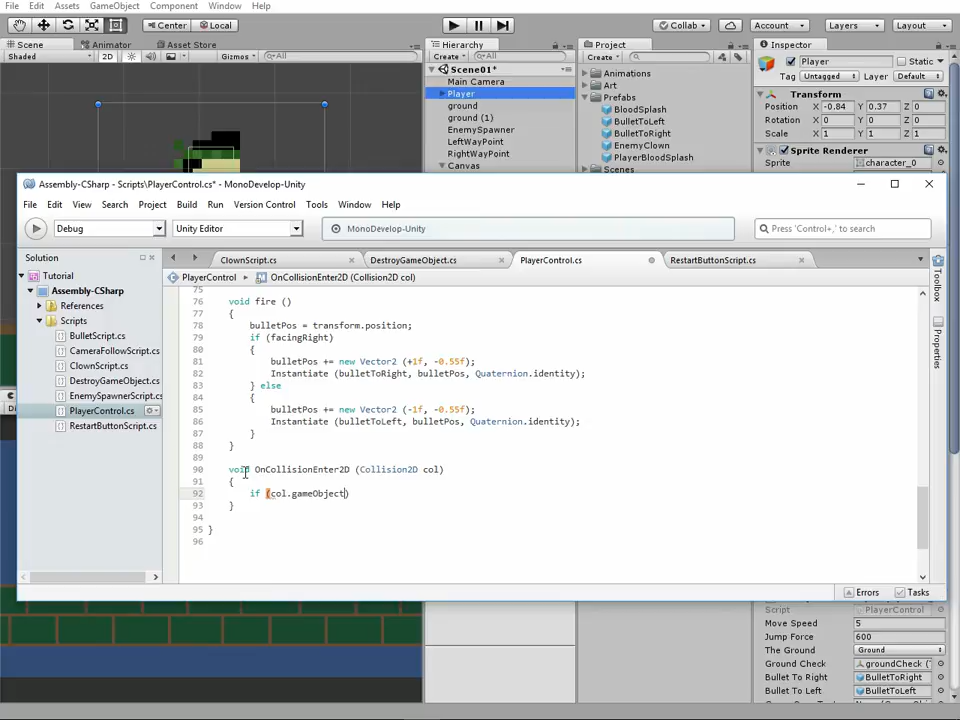 File Edit Assets GameObject Component Window Help
Center Local Collab Account Layers Layout
Scene Animator Asset Store Hierarchy Project Inspector
Shaded 2D Gizmos All Create All Create Player Static
Tag Untagged Layer Default
Scene01*
Main Camera
Player
ground
ground (1)
EnemySpawner
LeftWayPoint
RightWayPoint
Canvas
Animations
Art
Prefabs
BloodSplash
BulletToLeft
BulletToRight
EnemyClown
PlayerBloodSplash
Scenes
Transform
Position X -0.84 Y 0.37 Z 0
Rotation X 0 Y 0 Z 0
Scale X 1 Y 1 Z 1
Sprite Renderer
Sprite character_0
Assembly-CSharp - Scripts\PlayerControl.cs* - MonoDevelop-Unity
File Edit View Search Project Build Run Version Control Tools Window Help
Debug Unity Editor MonoDevelop-Unity Press 'Control+,' to search
Solution
ClownScript.cs DestroyGameObject.cs PlayerControl.cs RestartButtonScript.cs
PlayerControl OnCollisionEnter2D (Collision2D col)
Tutorial
Assembly-CSharp
References
Scripts
BulletScript.cs
CameraFollowScript.cs
ClownScript.cs
DestroyGameObject.cs
EnemySpawnerScript.cs
PlayerControl.cs
RestartButtonScript.cs
75
76 void fire ()
77 {
78 bulletPos = transform.position;
79 if (facingRight)
80 {
81 bulletPos += new Vector2 (+1f, -0.55f);
82 Instantiate (bulletToRight, bulletPos, Quaternion.identity);
83 } else
84 {
85 bulletPos += new Vector2 (-1f, -0.55f);
86 Instantiate (bulletToLeft, bulletPos, Quaternion.identity);
87 }
88 }
89
90 void OnCollisionEnter2D (Collision2D col)
91 {
92 if (col.gameObject)
93 }
94
95 }
96
Toolbox
Properties
Errors Tasks
Script PlayerControl
Move Speed 5
Jump Force 600
The Ground Ground
Ground Check groundCheck (
Bullet To Right BulletToRight
Bullet To Left BulletToLeft